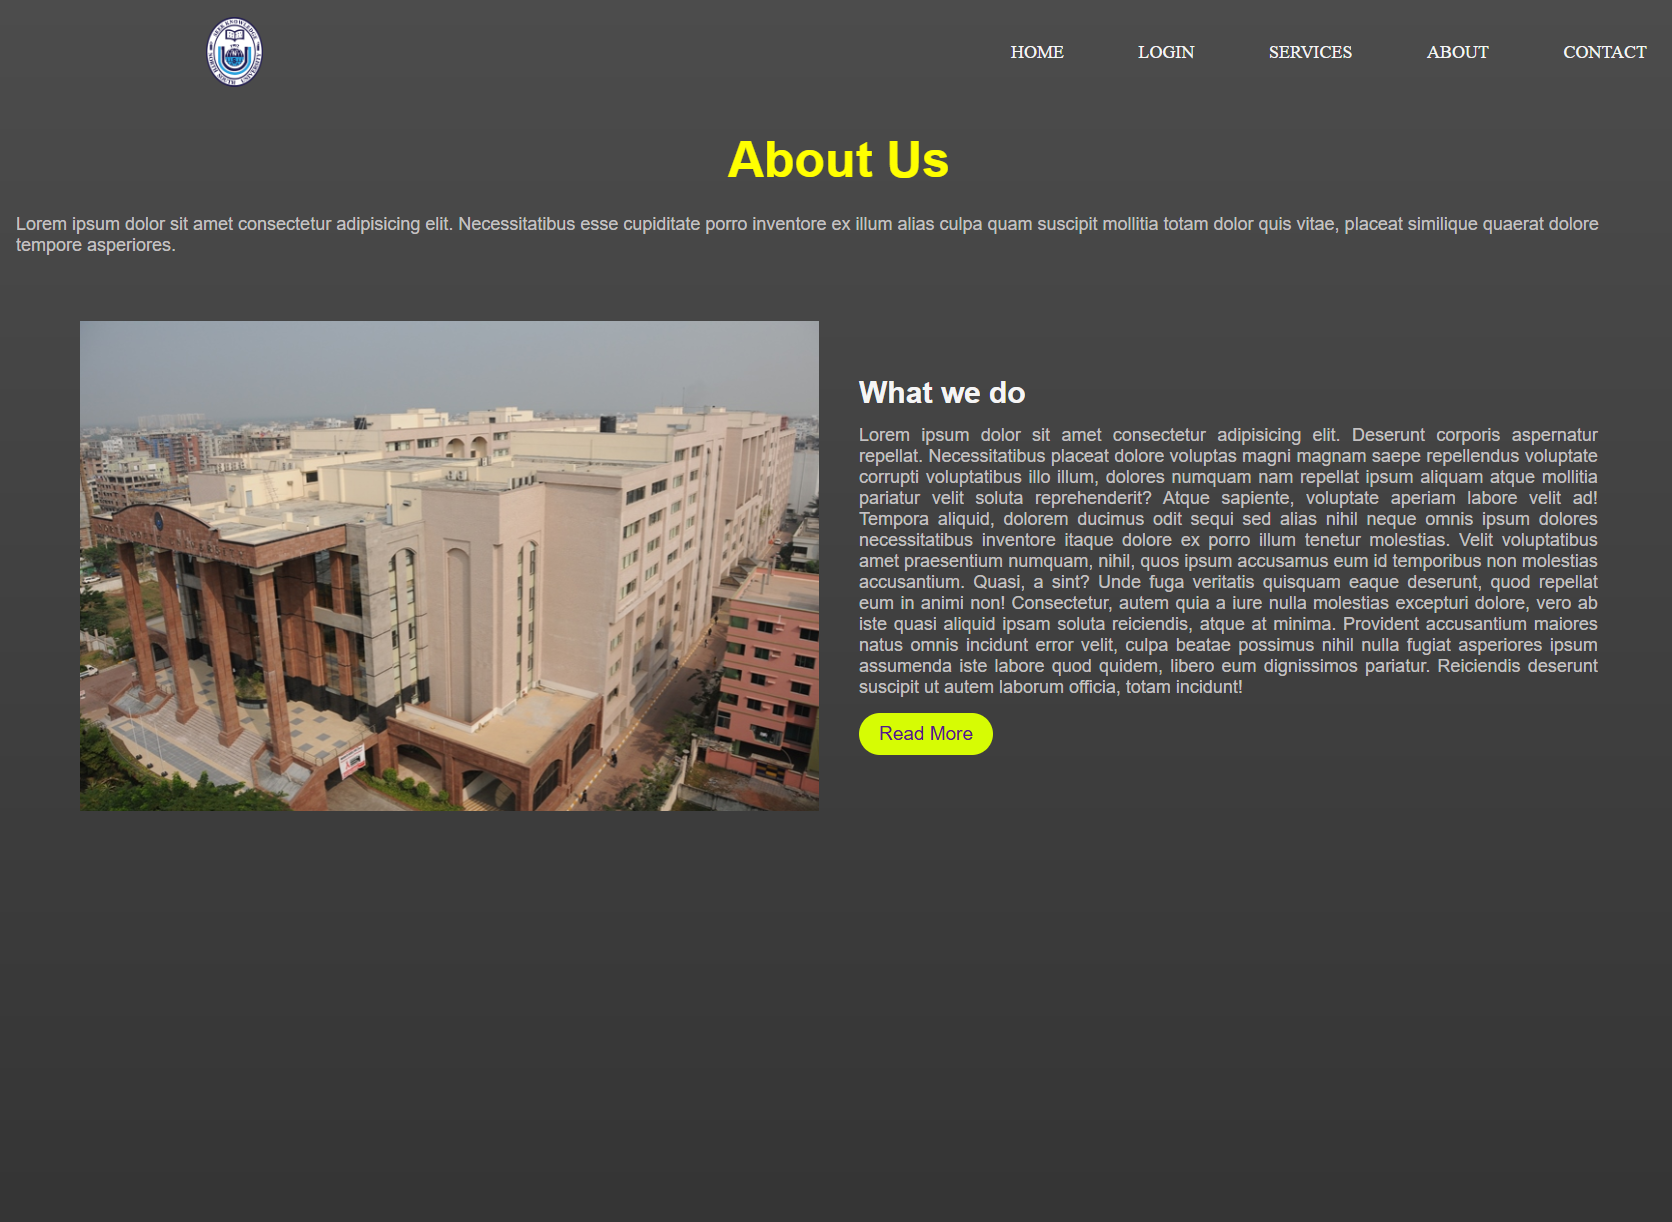 SEEK KNOWLEDGE
NORTH SOUTH UNIVERSITY
HOME
LOGIN
SERVICES
ABOUT
CONTACT
About Us
Lorem ipsum dolor sit amet consectetur adipisicing elit. Necessitatibus esse cupiditate porro inventore ex illum alias culpa quam suscipit mollitia totam dolor quis vitae, placeat similique quaerat dolore
tempore asperiores.
What we do
Lorem ipsum dolor sit amet consectetur adipisicing elit. Deserunt corporis aspernatur
repellat. Necessitatibus placeat dolore voluptas magni magnam saepe repellendus voluptate
corrupti voluptatibus illo illum, dolores numquam nam repellat ipsum aliquam atque mollitia
pariatur velit soluta reprehenderit? Atque sapiente, voluptate aperiam labore velit ad!
Tempora aliquid, dolorem ducimus odit sequi sed alias nihil neque omnis ipsum dolores
necessitatibus inventore itaque dolore ex porro illum tenetur molestias. Velit voluptatibus
amet praesentium numquam, nihil, quos ipsum accusamus eum id temporibus non molestias
accusantium. Quasi, a sint? Unde fuga veritatis quisquam eaque deserunt, quod repellat
eum in animi non! Consectetur, autem quia a iure nulla molestias excepturi dolore, vero ab
iste quasi aliquid ipsam soluta reiciendis, atque at minima. Provident accusantium maiores
natus omnis incidunt error velit, culpa beatae possimus nihil nulla fugiat asperiores ipsum
assumenda iste labore quod quidem, libero eum dignissimos pariatur. Reiciendis deserunt
suscipit ut autem laborum officia, totam incidunt!
Read More